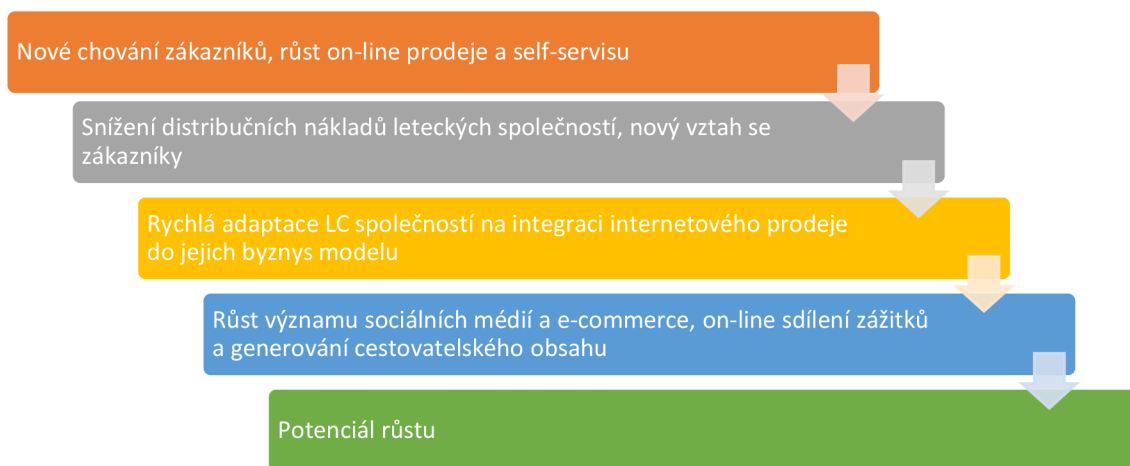 Nové chování zákazníků, růst on-line prodeje a self-servisu
Snížení distribučních nákladů leteckých společností, nový vztah se
zákazníky
Rychlá adaptace LC společností na integraci internetového prodeje
do jejich byznys modelu
Růst významu sociálních médií a e-commerce, on-line sdílení zážitků
a generování cestovatelského obsahu
Potenciál růstu